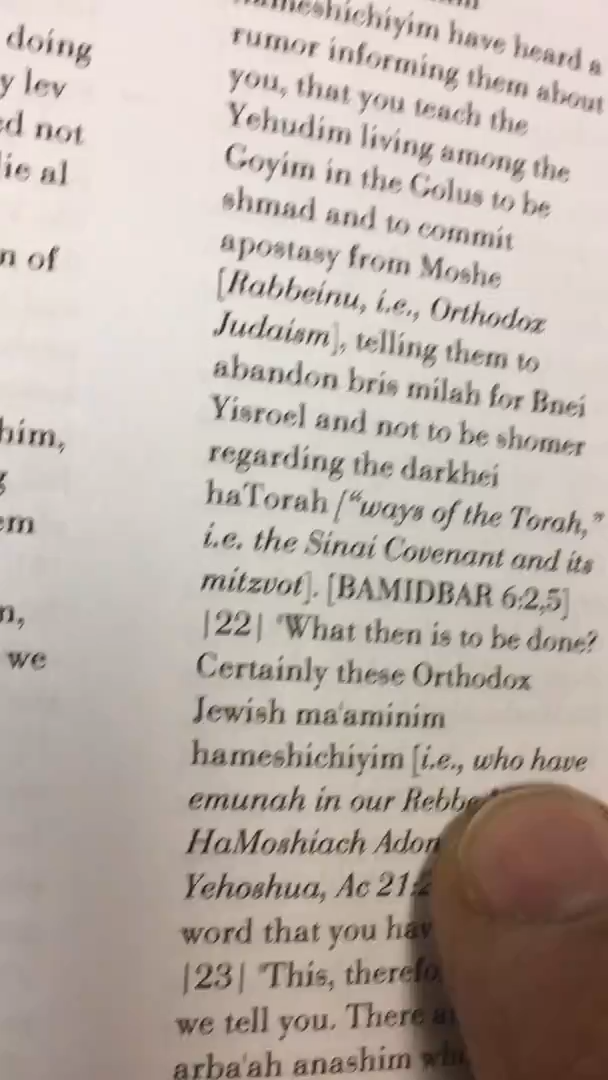 doing
y lev
ed not
lie al
n of
him,
g
em
n,
we
hameshichiyim have heard a
rumor informing them about
you, that you teach the
Yehudim living among the
Goyim in the Golus to be
shmad and to commit
apostasy from Moshe
[Rabbeinu, i.e., Orthodox
Judaism], telling them to
abandon bris milah for Bnei
Yisroel and not to be shomer
regarding the darkhei
haTorah [“ways of the Torah,”
i.e. the Sinai Covenant and its
mitzvot]. [BAMIDBAR 6:2,5]
|22| "What then is to be done?
Certainly these Orthodox
Jewish ma'aminim
hameshichiyim [i.e., who have
emunah in our Rebbe
HaMoshiach Adon
Yehoshua, Ac 21:2
word that you hav
|23| "This, therefo
we tell you. There
arba'ah anashim